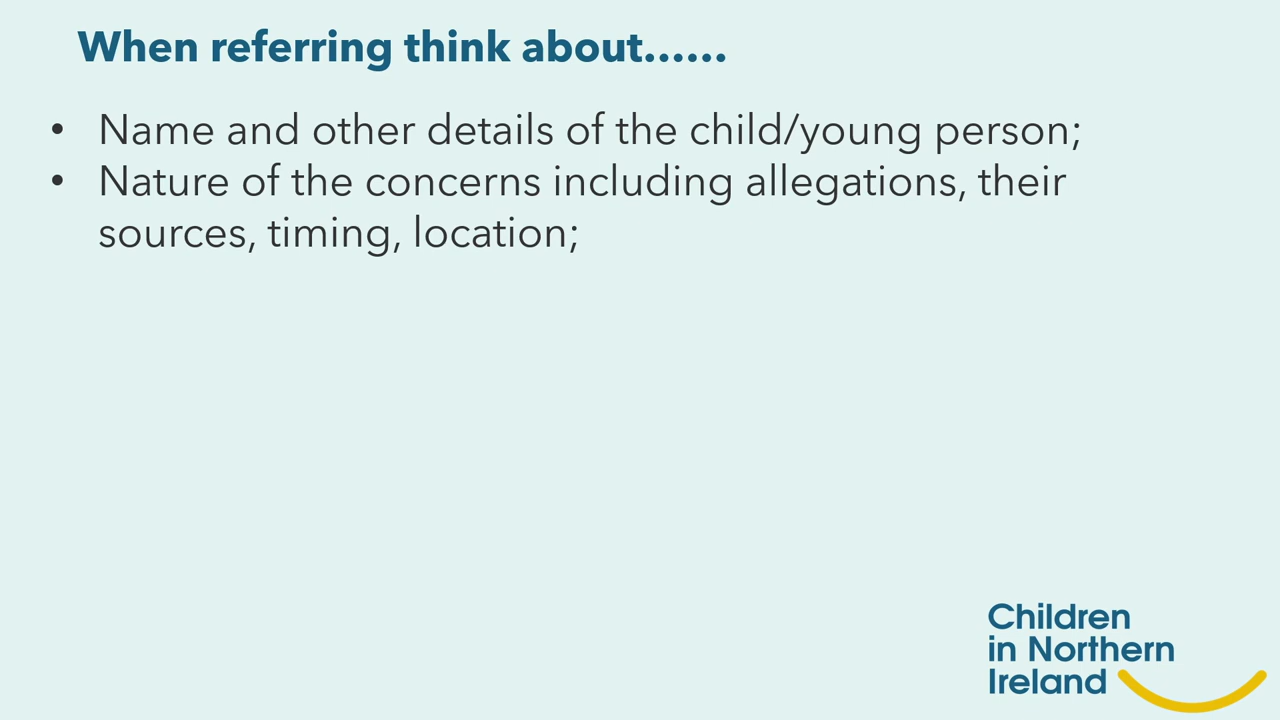 When referring think about......
• Name and other details of the child/young person;
• Nature of the concerns including allegations, their
sources, timing, location;
Children
in Northern
Ireland